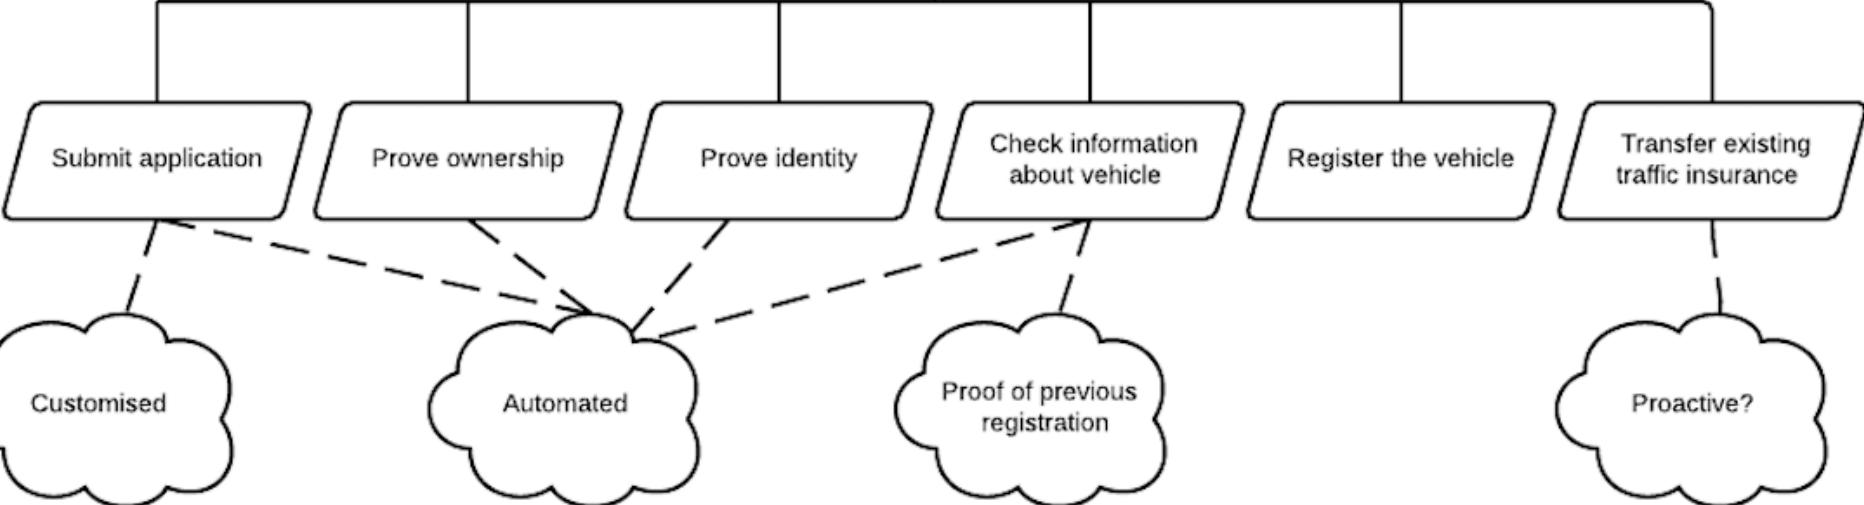 Submit application
Prove ownership
Prove identity
Check information
about vehicle
Register the vehicle
Transfer existing
traffic insurance
Customised
Automated
Proof of previous
registration
Proactive?